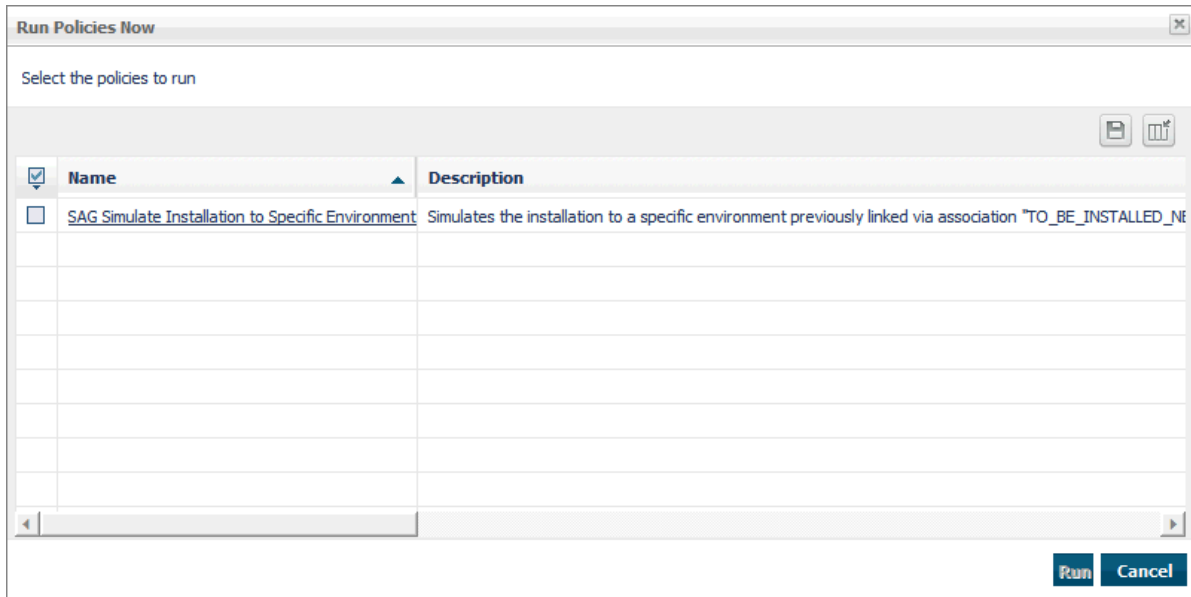 Run Policies Now
Select the policies to run
Name Description
SAG Simulate Installation to Specific Environment Simulates the installation to a specific environment previously linked via association "TO_BE_INSTALLED_NE
Run Cancel